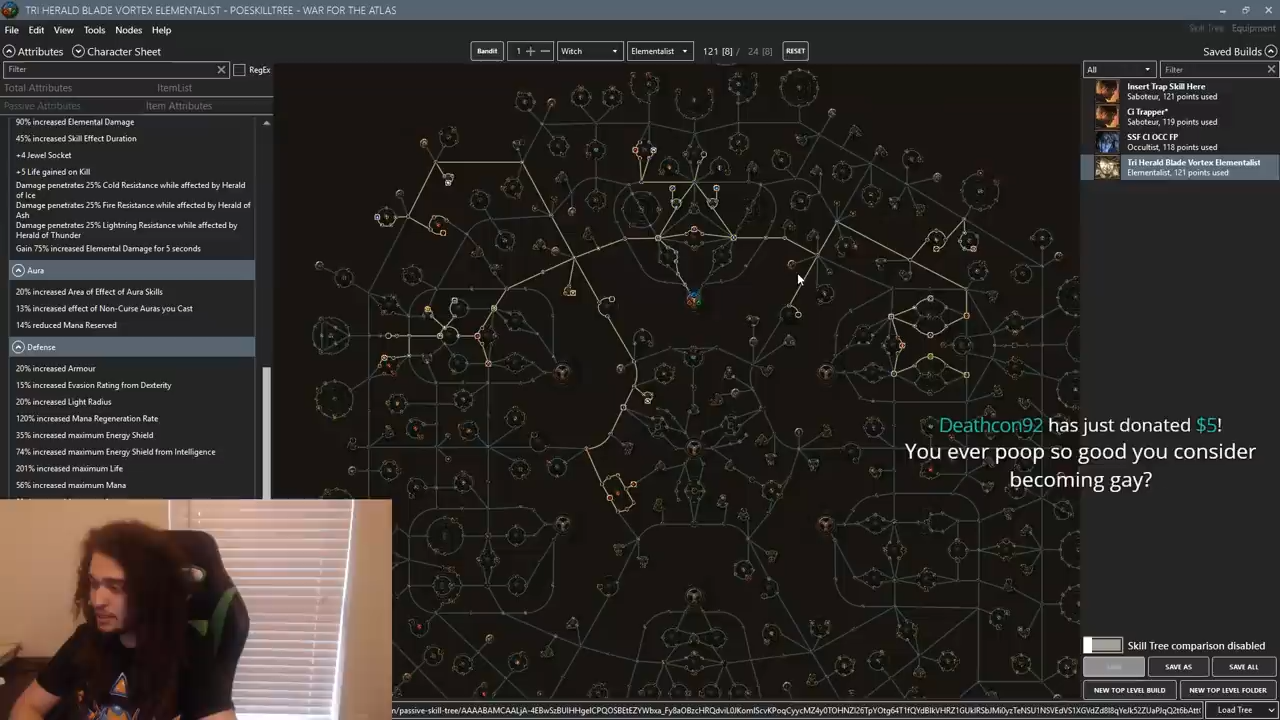 TRI HERALD BLADE VORTEX ELEMENTALIST - POESKILLTREE - WAR FOR THE ATLAS
File Edit View Tools Nodes Help
Skill Tree Equipment
Attributes Character Sheet
Bandit 1 Witch Elementalist 121 [8] / 24 [8] RESET
Saved Builds
Filter RegEx
All Filter
Total Attributes ItemList
Passive Attributes Item Attributes
90% increased Elemental Damage
45% increased Skill Effect Duration
+4 Jewel Socket
+5 Life gained on Kill
Damage penetrates 25% Cold Resistance while affected by Herald
of Ice
Damage penetrates 25% Fire Resistance while affected by Herald of
Ash
Damage penetrates 25% Lightning Resistance while affected by
Herald of Thunder
Gain 75% increased Elemental Damage for 5 seconds
Aura
20% increased Area of Effect of Aura Skills
13% increased effect of Non-Curse Auras you Cast
14% reduced Mana Reserved
Defense
20% increased Armour
15% increased Evasion Rating from Dexterity
20% increased Light Radius
120% increased Mana Regeneration Rate
35% increased maximum Energy Shield
74% increased maximum Energy Shield from Intelligence
201% increased maximum Life
56% increased maximum Mana
Insert Trap Skill Here
Saboteur, 121 points used
Ci Trapper*
Saboteur, 119 points used
SSF CI OCC FP
Occultist, 118 points used
Tri Herald Blade Vortex Elementalist
Elementalist, 121 points used
Deathcon92 has just donated $5!
You ever poop so good you consider
becoming gay?
Skill Tree comparison disabled
SAVE AS SAVE ALL
NEW TOP LEVEL BUILD NEW TOP LEVEL FOLDER
Load Tree